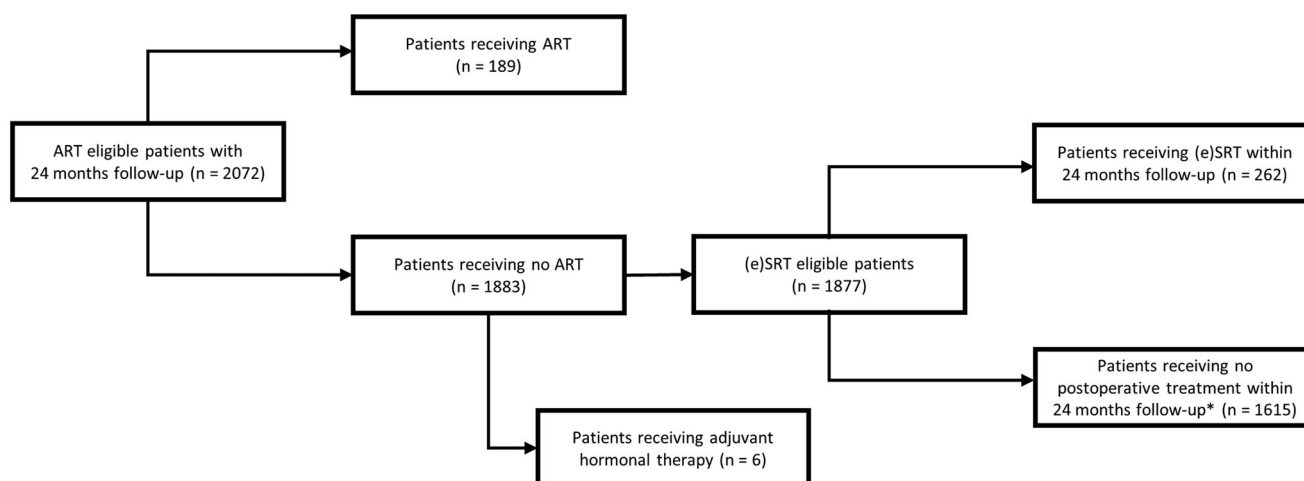 Patients receiving ART
(n = 189)
ART eligible patients with
24 months follow-up (n = 2072)
Patients receiving (e)SRT within
24 months follow-up (n = 262)
Patients receiving no ART
(n = 1883)
(e)SRT eligible patients
(n = 1877)
Patients receiving no
postoperative treatment within
24 months follow-up* (n = 1615)
Patients receiving adjuvant
hormonal therapy (n = 6)